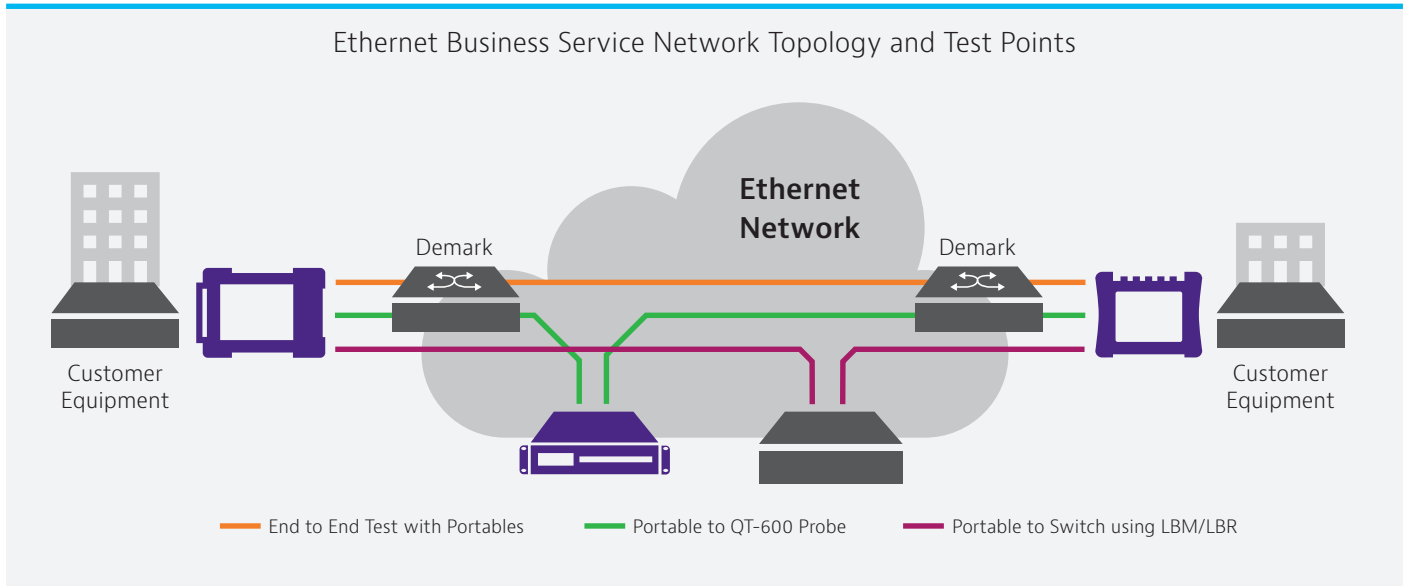 Ethernet Business Service Network Topology and Test Points
Ethernet
Network
Demark
Demark
Customer
Equipment
Customer
Equipment
End to End Test with Portables
Portable to QT-600 Probe
Portable to Switch using LBM/LBR